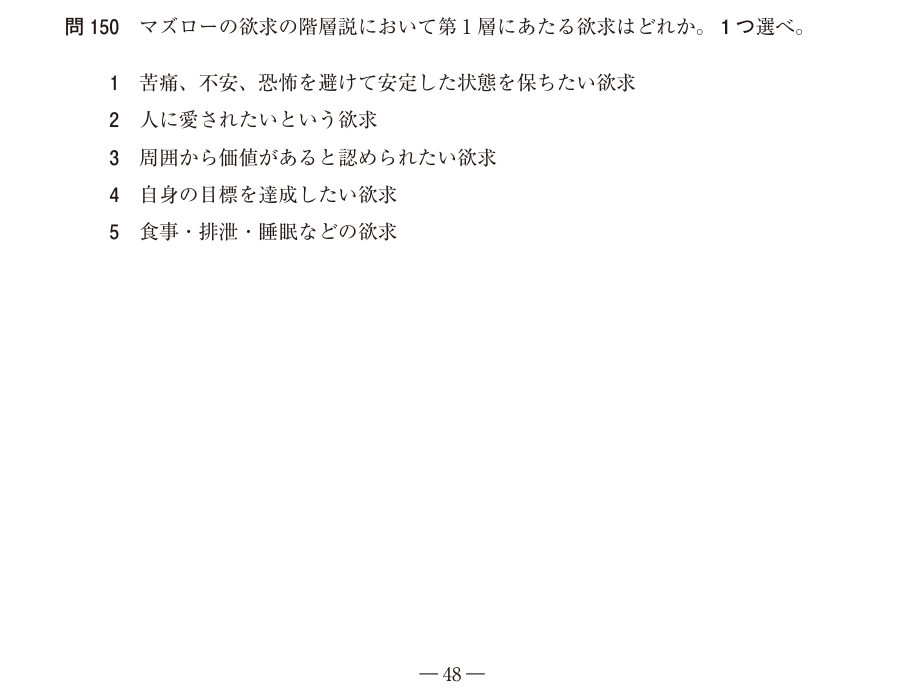 問 150 マズローの欲求の階層説において第１層にあたる欲求はどれか。１つ選べ。
1 苦痛、不安、恐怖を避けて安定した状態を保ちたい欲求
2 人に愛されたいという欲求
3 周囲から価値があると認められたい欲求
4 自身の目標を達成したい欲求
5 食事・排泄・睡眠などの欲求
— 48 —